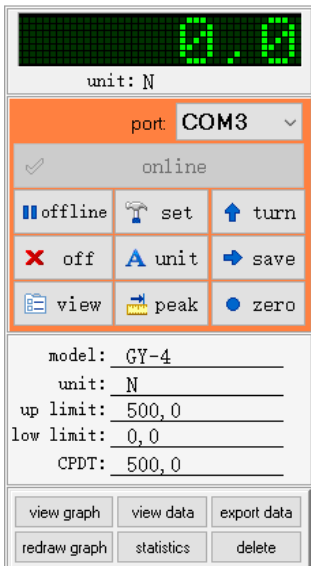 0.0
unit: N
port: COM3
online
offline set turn
off A unit save
view peak zero
model: GY-4
unit: N
up limit: 500,0
low limit: 0,0
CPDT: 500,0
view graph view data export data
redraw graph statistics delete